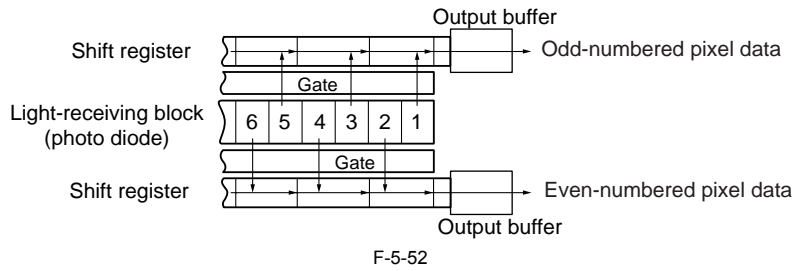 Output buffer
Shift register
Odd-numbered pixel data
Gate
Light-receiving block
(photo diode)
6 5 4 3 2 1
Gate
Shift register
Even-numbered pixel data
Output buffer
F-5-52